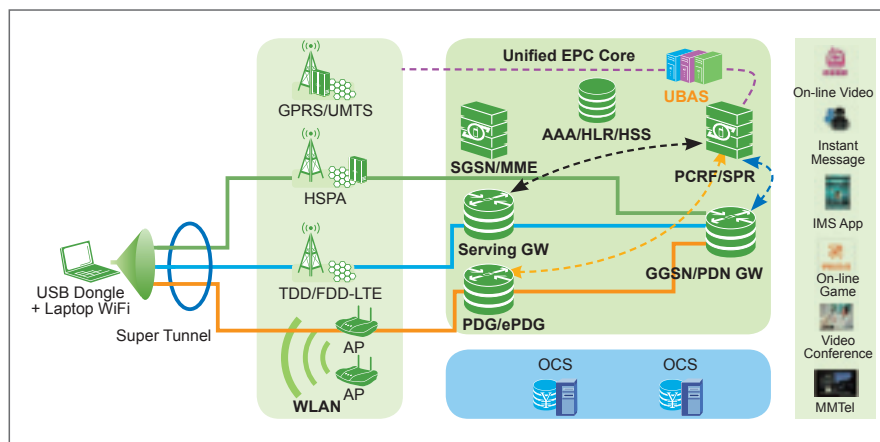 Unified EPC Core
GPRS/UMTS
UBAS
AAA/HLR/HSS
SGSN/MME
PCRF/SPR
HSPA
Serving GW
GGSN/PDN GW
USB Dongle
+ Laptop WiFi
TDD/FDD-LTE
Super Tunnel
AP
PDG/ePDG
AP
WLAN
OCS
OCS
On-line Video
Instant
Message
IMS App
On-line
Game
Video
Conference
MMTel